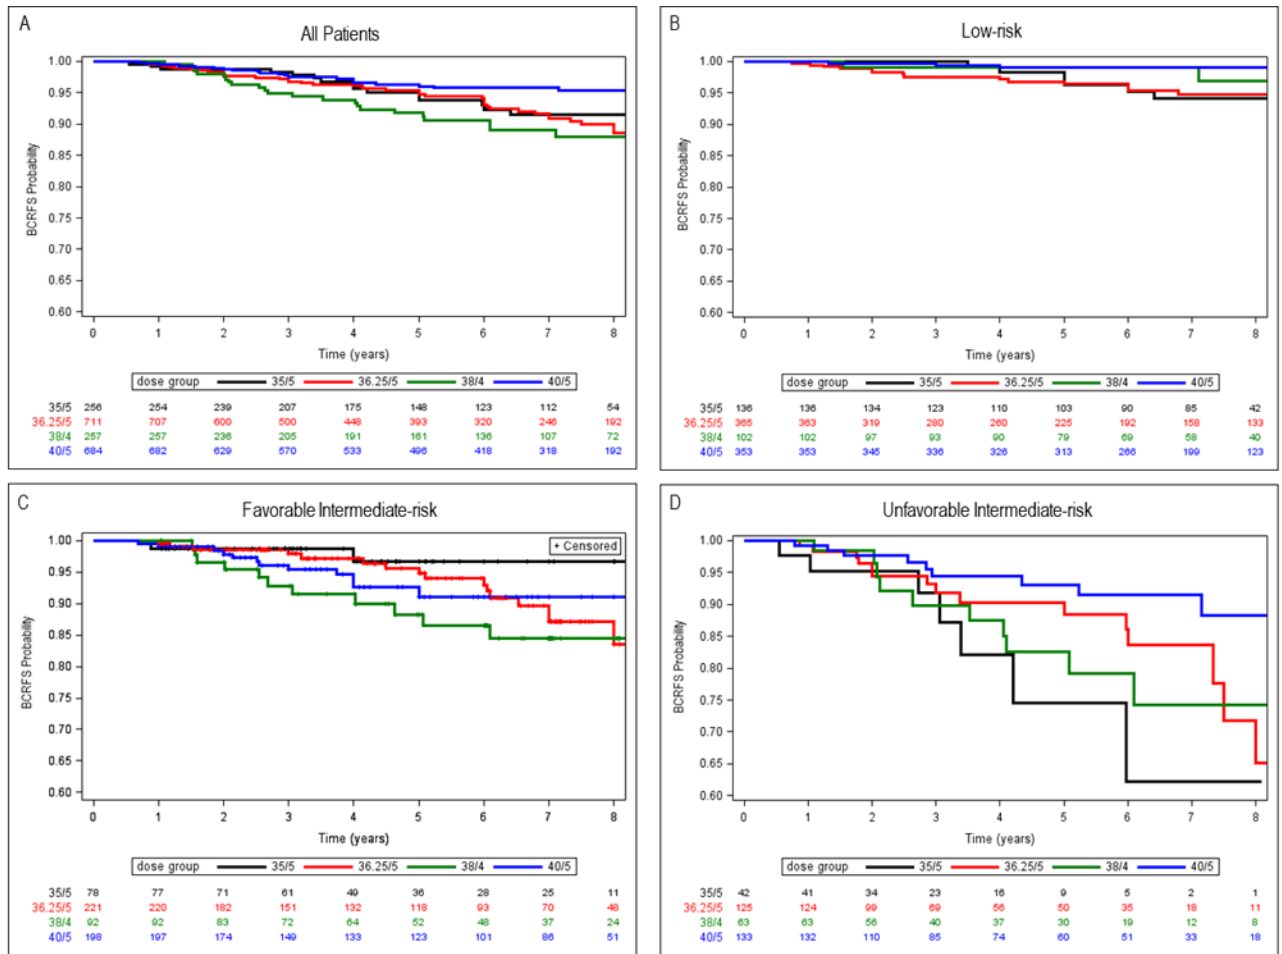 A
All Patients
1.00
0.95
0.90
0.85
0.80
0.75
0.70
0.65
0.60
BCRFS Probability
0 1 2 3 4 5 6 7 8
Time (years)
dose group 35/5 36.25/5 38/4 40/5
35/5 256 254 239 207 175 148 123 112 54
36.25/5 711 707 600 500 448 393 320 246 192
38/4 257 257 236 205 191 161 136 107 72
40/5 684 682 629 570 533 496 418 318 192
B
Low-risk
1.00
0.95
0.90
0.85
0.80
0.75
0.70
0.65
0.60
BCRFS Probability
0 1 2 3 4 5 6 7 8
Time (years)
dose group 35/5 36.25/5 38/4 40/5
35/5 136 136 134 123 110 103 90 85 42
36.25/5 365 363 319 280 260 225 192 158 133
38/4 102 102 97 93 90 79 69 58 40
40/5 353 353 345 336 326 313 266 199 123
C
Favorable Intermediate-risk
+ Censored
1.00
0.95
0.90
0.85
0.80
0.75
0.70
0.65
0.60
BCRFS Probability
0 1 2 3 4 5 6 7 8
Time (years)
dose group 35/5 36.25/5 38/4 40/5
35/5 78 77 71 61 49 36 28 25 11
36.25/5 221 220 182 151 132 118 93 70 48
38/4 92 92 83 72 64 52 48 37 24
40/5 198 197 174 149 133 123 101 86 51
D
Unfavorable Intermediate-risk
1.00
0.95
0.90
0.85
0.80
0.75
0.70
0.65
0.60
BCRFS Probability
0 1 2 3 4 5 6 7 8
Time (years)
dose group 35/5 36.25/5 38/4 40/5
35/5 42 41 34 23 16 9 5 2 1
36.25/5 125 124 99 69 56 50 35 18 11
38/4 63 63 56 40 37 30 19 12 8
40/5 133 132 110 85 74 60 51 33 18